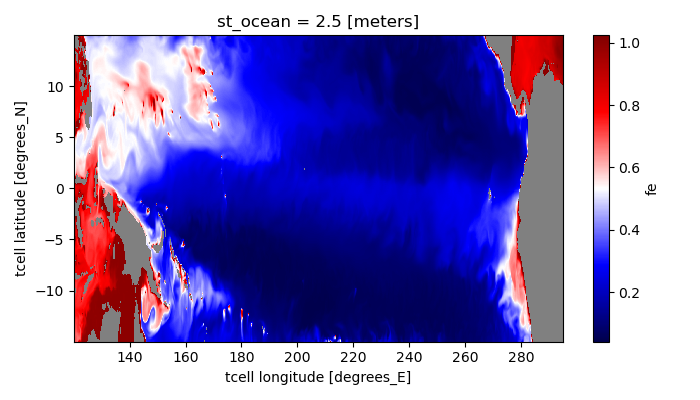 st_ocean = 2.5 [meters]
10
5
0
−5
−10
tcell latitude [degrees_N]
140 160 180 200 220 240 260 280
tcell longitude [degrees_E]
1.0
0.8
0.6
0.4
0.2
fe